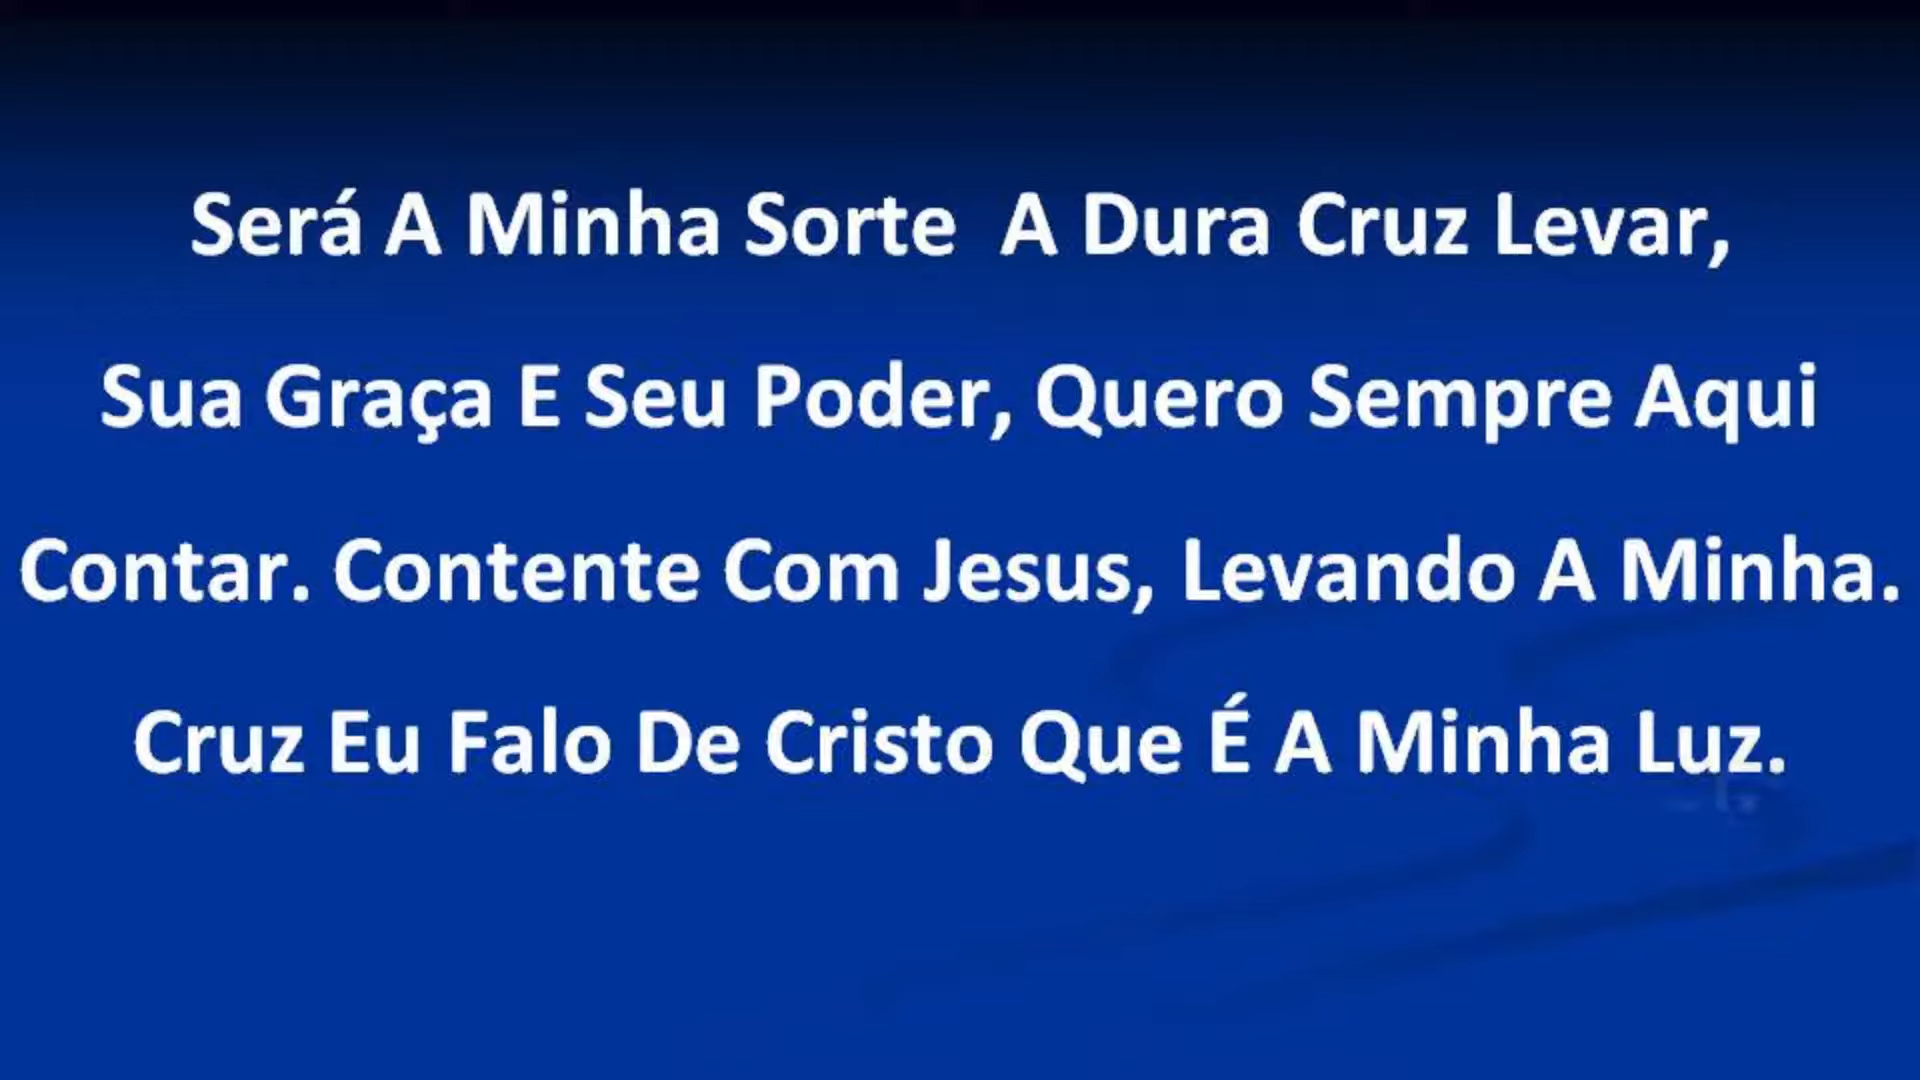 Será A Minha Sorte  A Dura Cruz Levar,
Sua Graça E Seu Poder, Quero Sempre Aqui
Contar. Contente Com Jesus, Levando A Minha.
Cruz Eu Falo De Cristo Que É A Minha Luz.